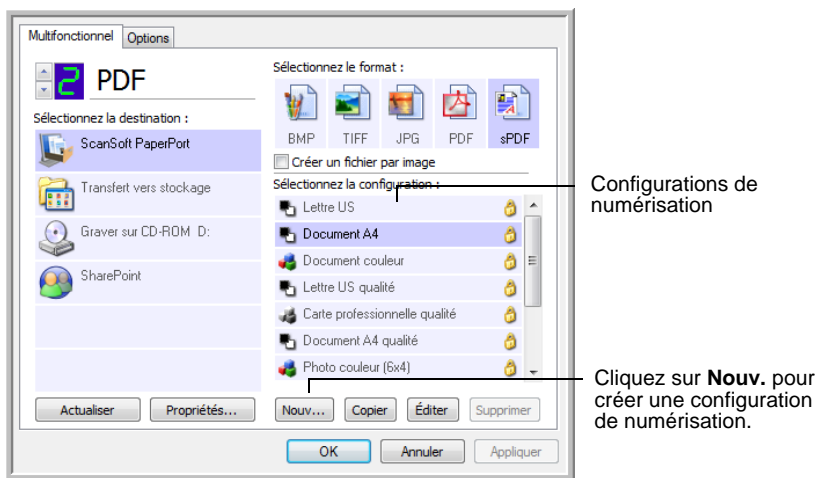 Multifonctionnel
Options
2
PDF
Sélectionnez la destination :
ScanSoft PaperPort
Transfert vers stockage
Graver sur CD-ROM D:
SharePoint
Actualiser
Propriétés...
Sélectionnez le format :
BMP
TIFF
JPG
PDF
sPDF
Créer un fichier par image
Sélectionnez la configuration :
Lettre US
Document A4
Document couleur
Lettre US qualité
Carte professionnelle qualité
Document A4 qualité
Photo couleur (6x4)
Nouv...
Copier
Éditer
Supprimer
OK
Annuler
Appliquer
Configurations de
numérisation
Cliquez sur Nouv. pour
créer une configuration
de numérisation.